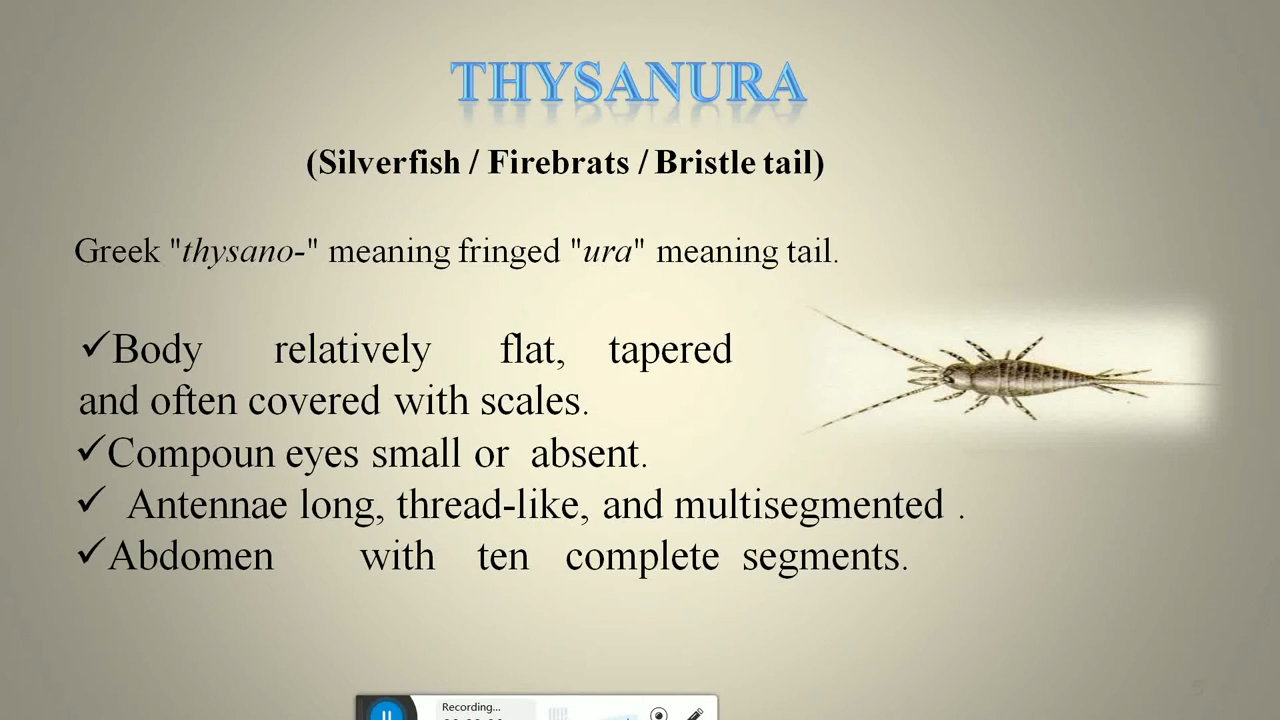 THYSANURA
(Silverfish / Firebrats / Bristle tail)
Greek "thysano-" meaning fringed "ura" meaning tail.
✓Body relatively flat, tapered
and often covered with scales.
✓Compoun eyes small or absent.
✓ Antennae long, thread-like, and multisegmented .
✓Abdomen with ten complete segments.
Recording...